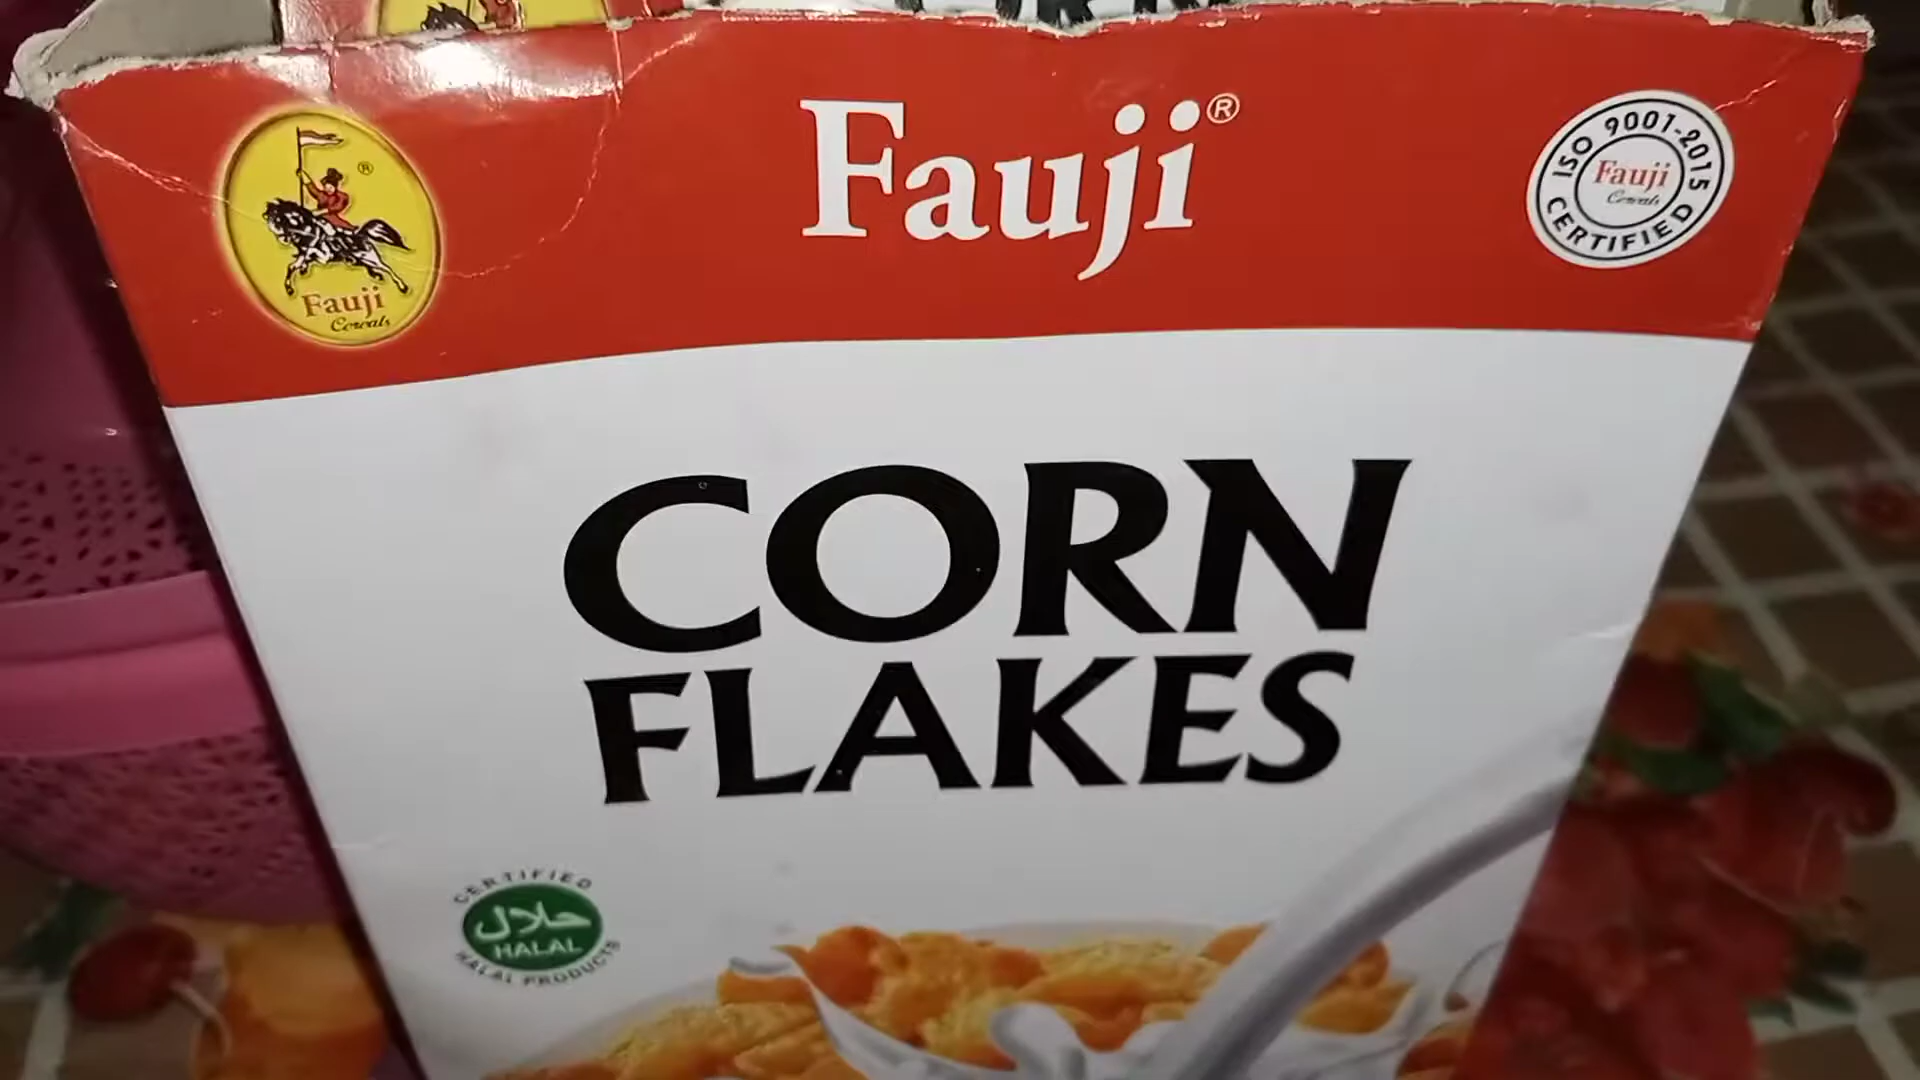 Fauji®
®
Fauji
Cereals
ISO 9001-2015
Fauji
Cereals
CERTIFIED
CORN
FLAKES
CERTIFIED
حلال
HALAL
HALAL PRODUCTS